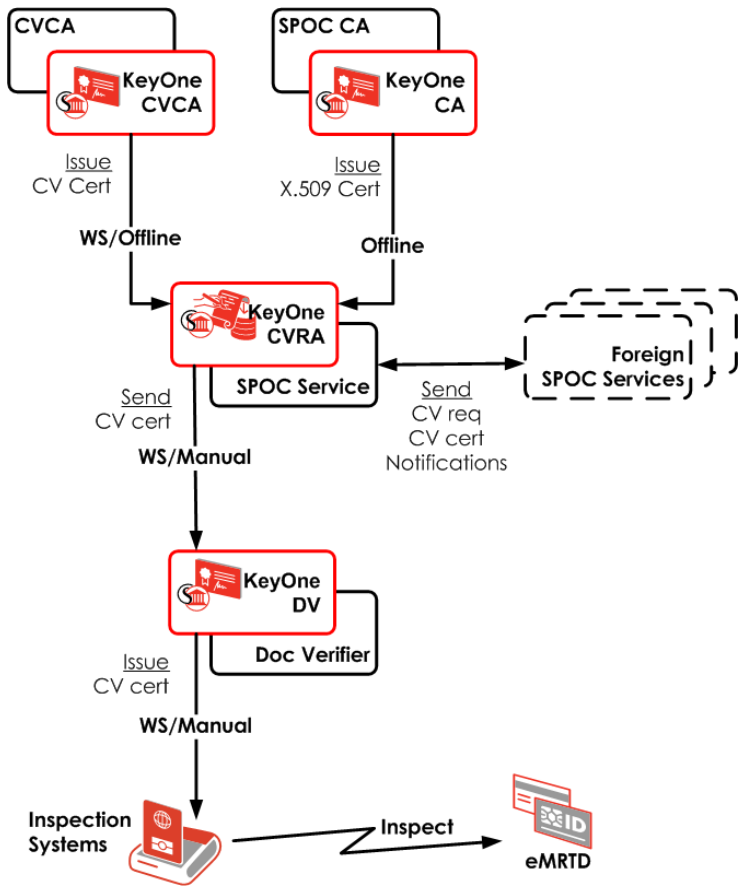 CVCA
KeyOne
CVCA
SPOC CA
KeyOne
CA
Issue
CV Cert
WS/Offline
Issue
X.509 Cert
Offline
KeyOne
CVRA
SPOC Service
Foreign
SPOC Services
Send
CV req
CV cert
Notifications
Send
CV cert
WS/Manual
KeyOne
DV
Doc Verifier
Issue
CV cert
WS/Manual
Inspection
Systems
Inspect
ID
eMRTD